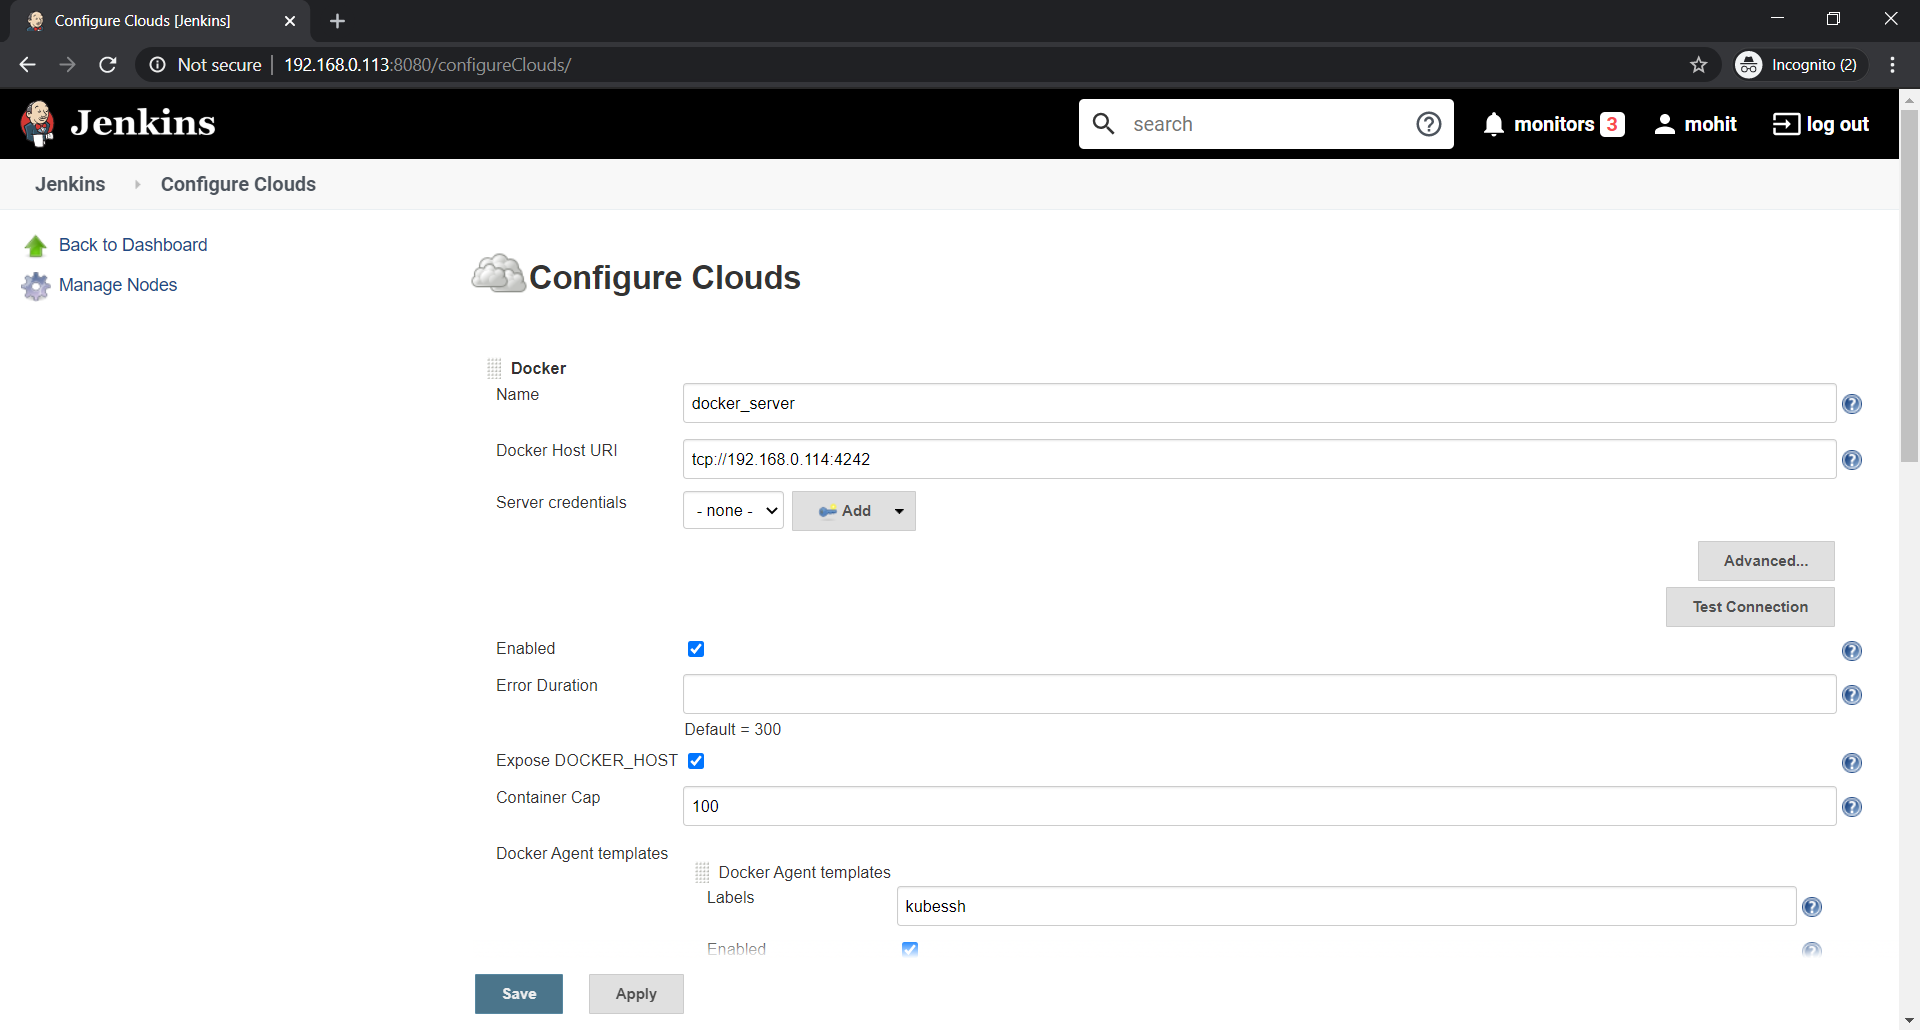 Configure Clouds [Jenkins]
Not secure 192.168.0.113:8080/configureClouds/ Incognito (2)
Jenkins search monitors 3 mohit log out
Jenkins Configure Clouds
Back to Dashboard
Manage Nodes
Configure Clouds
Docker
Name docker_server
Docker Host URI tcp://192.168.0.114:4242
Server credentials - none - Add
Advanced...
Test Connection
Enabled
Error Duration
Default = 300
Expose DOCKER_HOST
Container Cap 100
Docker Agent templates
Docker Agent templates
Labels kubessh
Enabled
Save Apply